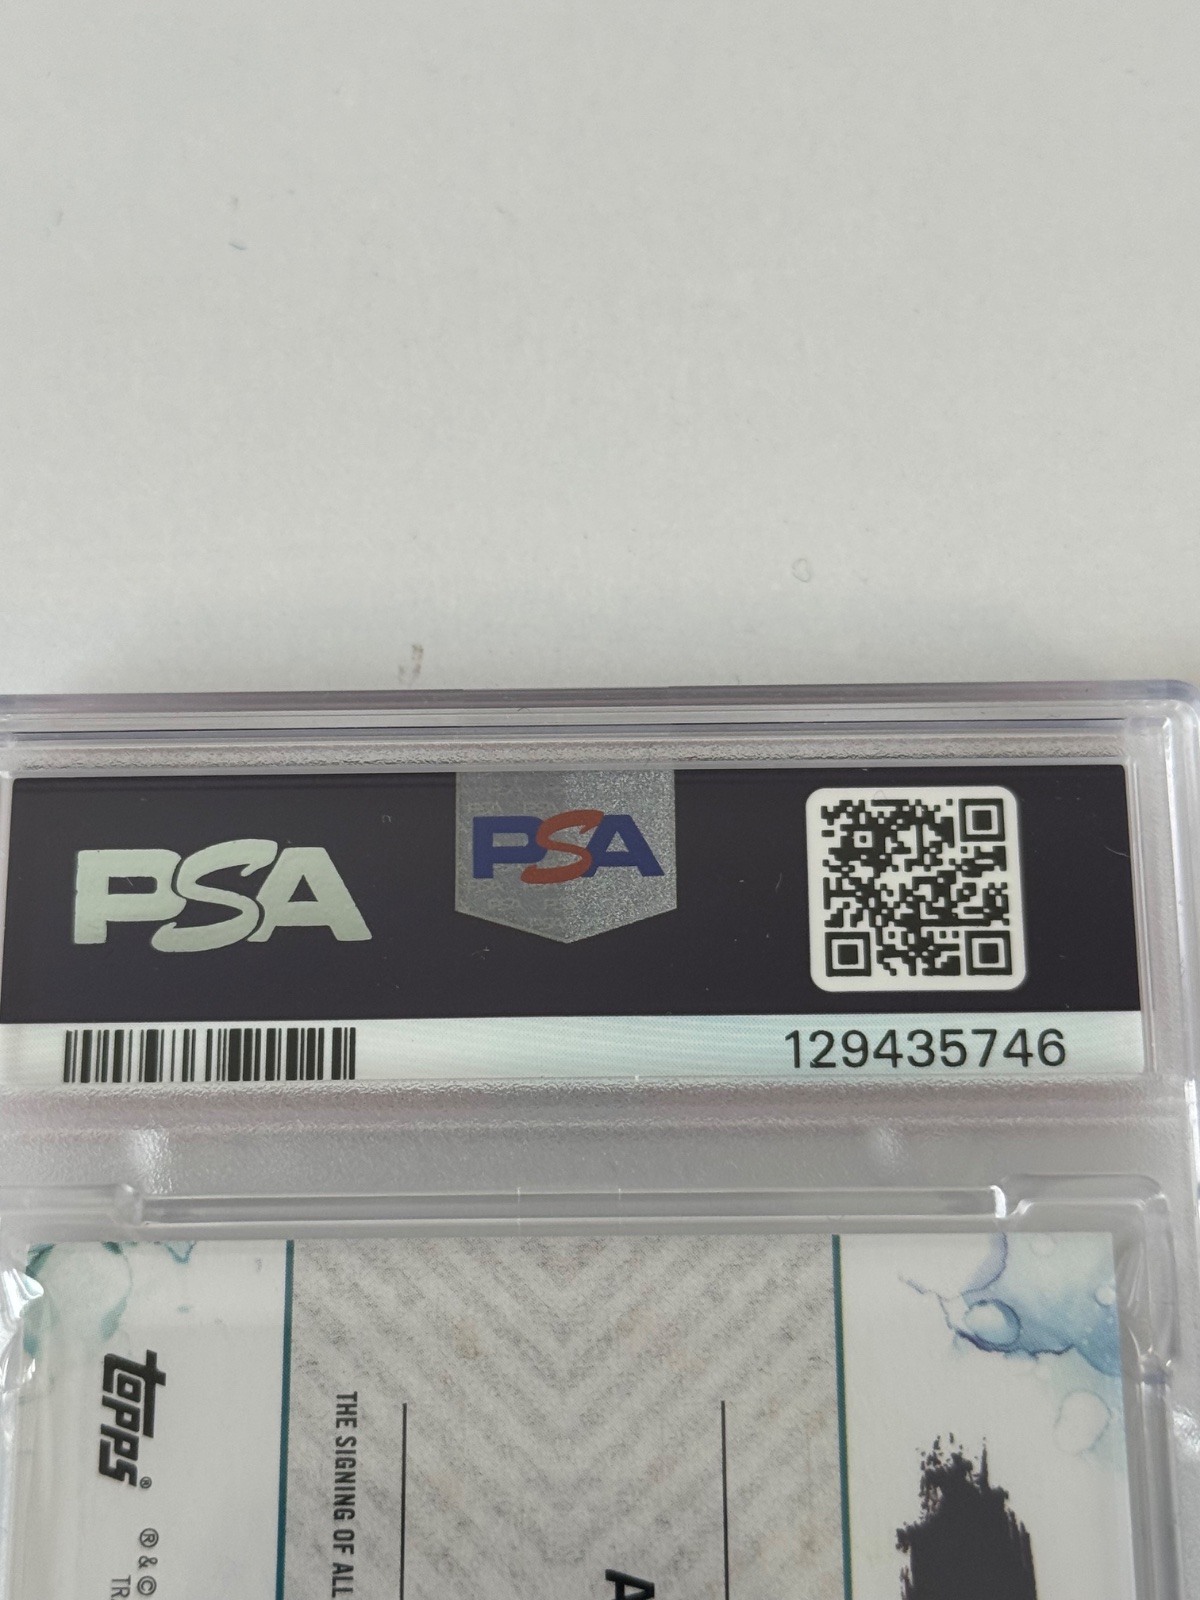 PSA
PSA
129435746
topps®
® & ©
THE SIGNING OF ALL